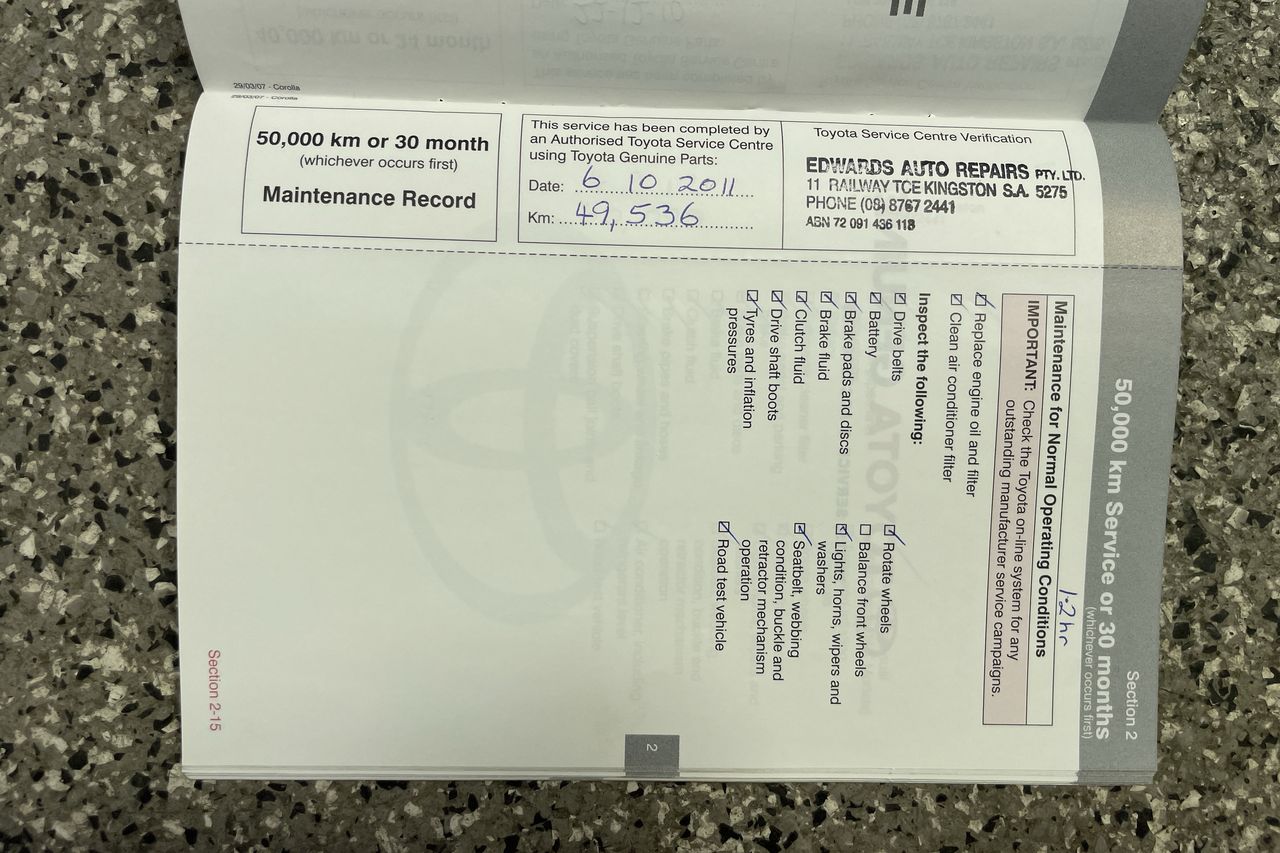 29/03/07 - Corolla
29/03/07 - Corolla
50,000 km or 30 month
(whichever occurs first)
Maintenance Record
This service has been completed by
an Authorised Toyota Service Centre
using Toyota Genuine Parts:
Date: 6 10 2011
Km: 49,536
Toyota Service Centre Verification
EDWARDS AUTO REPAIRS PTY. LTD.
11 RAILWAY TCE KINGSTON S.A. 5275
PHONE (08) 8767 2441
ABN 72 091 436 118
Section 2
50,000 km Service or 30 months
(whichever occurs first)
1·2 hr
Maintenance for Normal Operating Conditions
IMPORTANT: Check the Toyota on-line system for any
outstanding manufacturer service campaigns.
Replace engine oil and filter
Clean air conditioner filter
Inspect the following:
Drive belts
Battery
Brake pads and discs
Brake fluid
Clutch fluid
Drive shaft boots
Tyres and inflation
pressures
Rotate wheels
Balance front wheels
Lights, horns, wipers and
washers
Seatbelt, webbing
condition, buckle and
retractor mechanism
operation
Road test vehicle
2
Section 2-15